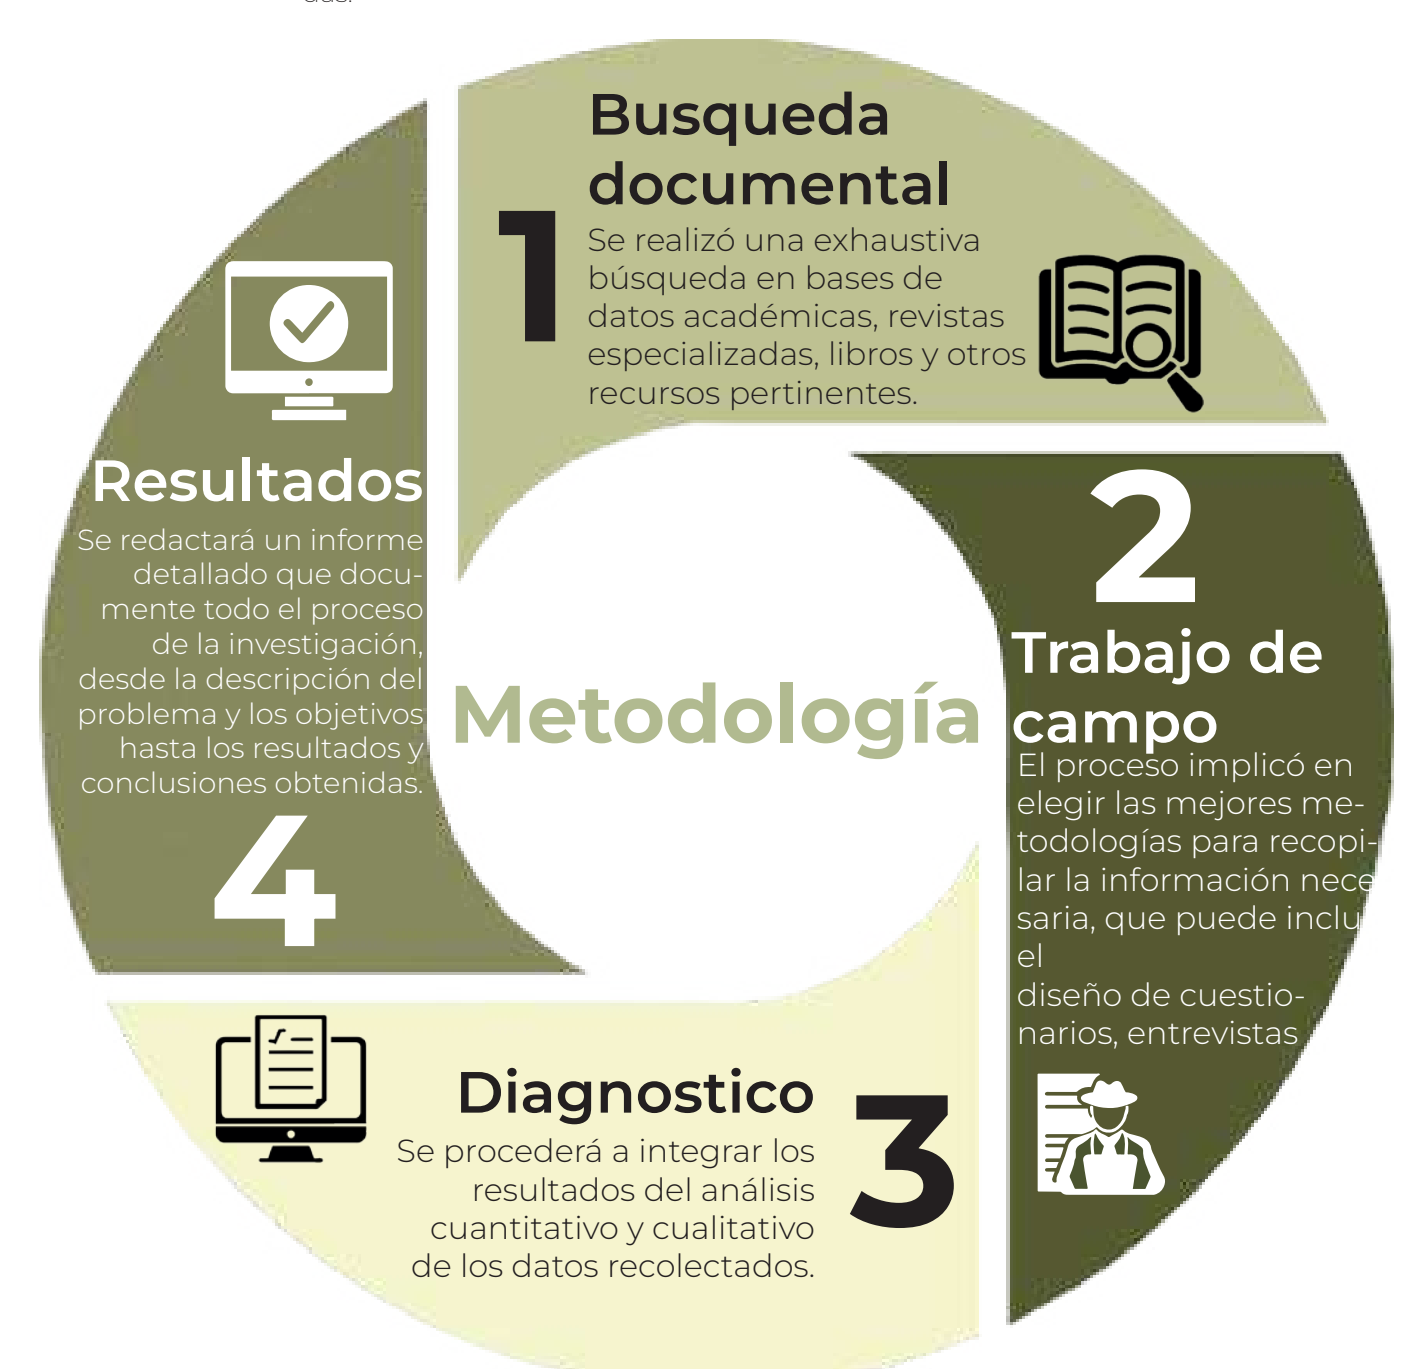 1
Busqueda
documental
Se realizó una exhaustiva
búsqueda en bases de
datos académicas, revistas
especializadas, libros y otros
recursos pertinentes.
2
Trabajo de
campo
El proceso implicó en
elegir las mejores me-
todologías para recopi-
lar la información nece
saria, que puede inclu
el
diseño de cuestio-
narios, entrevistas
Metodología
3
Diagnostico
Se procederá a integrar los
resultados del análisis
cuantitativo y cualitativo
de los datos recolectados.
Resultados
Se redactará un informe
detallado que docu-
mente todo el proceso
de la investigación,
desde la descripción del
problema y los objetivos
hasta los resultados y
conclusiones obtenidas.
4